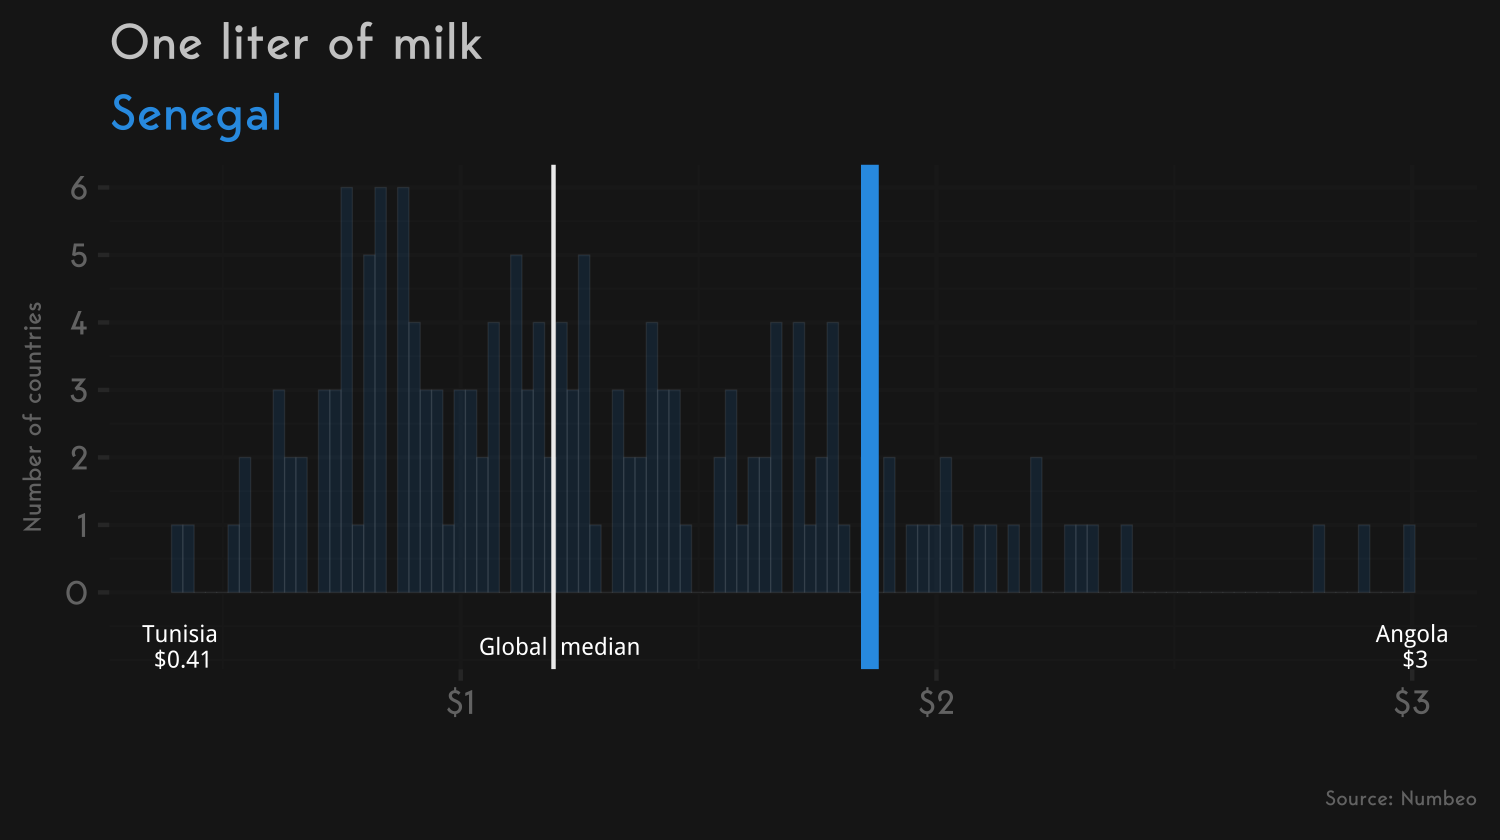 One liter of milk
Senegal
Number of countries
6
5
4
3
2
1
0
Tunisia
$0.41
Global median
Angola
$3
$1
$2
$3
Source: Numbeo